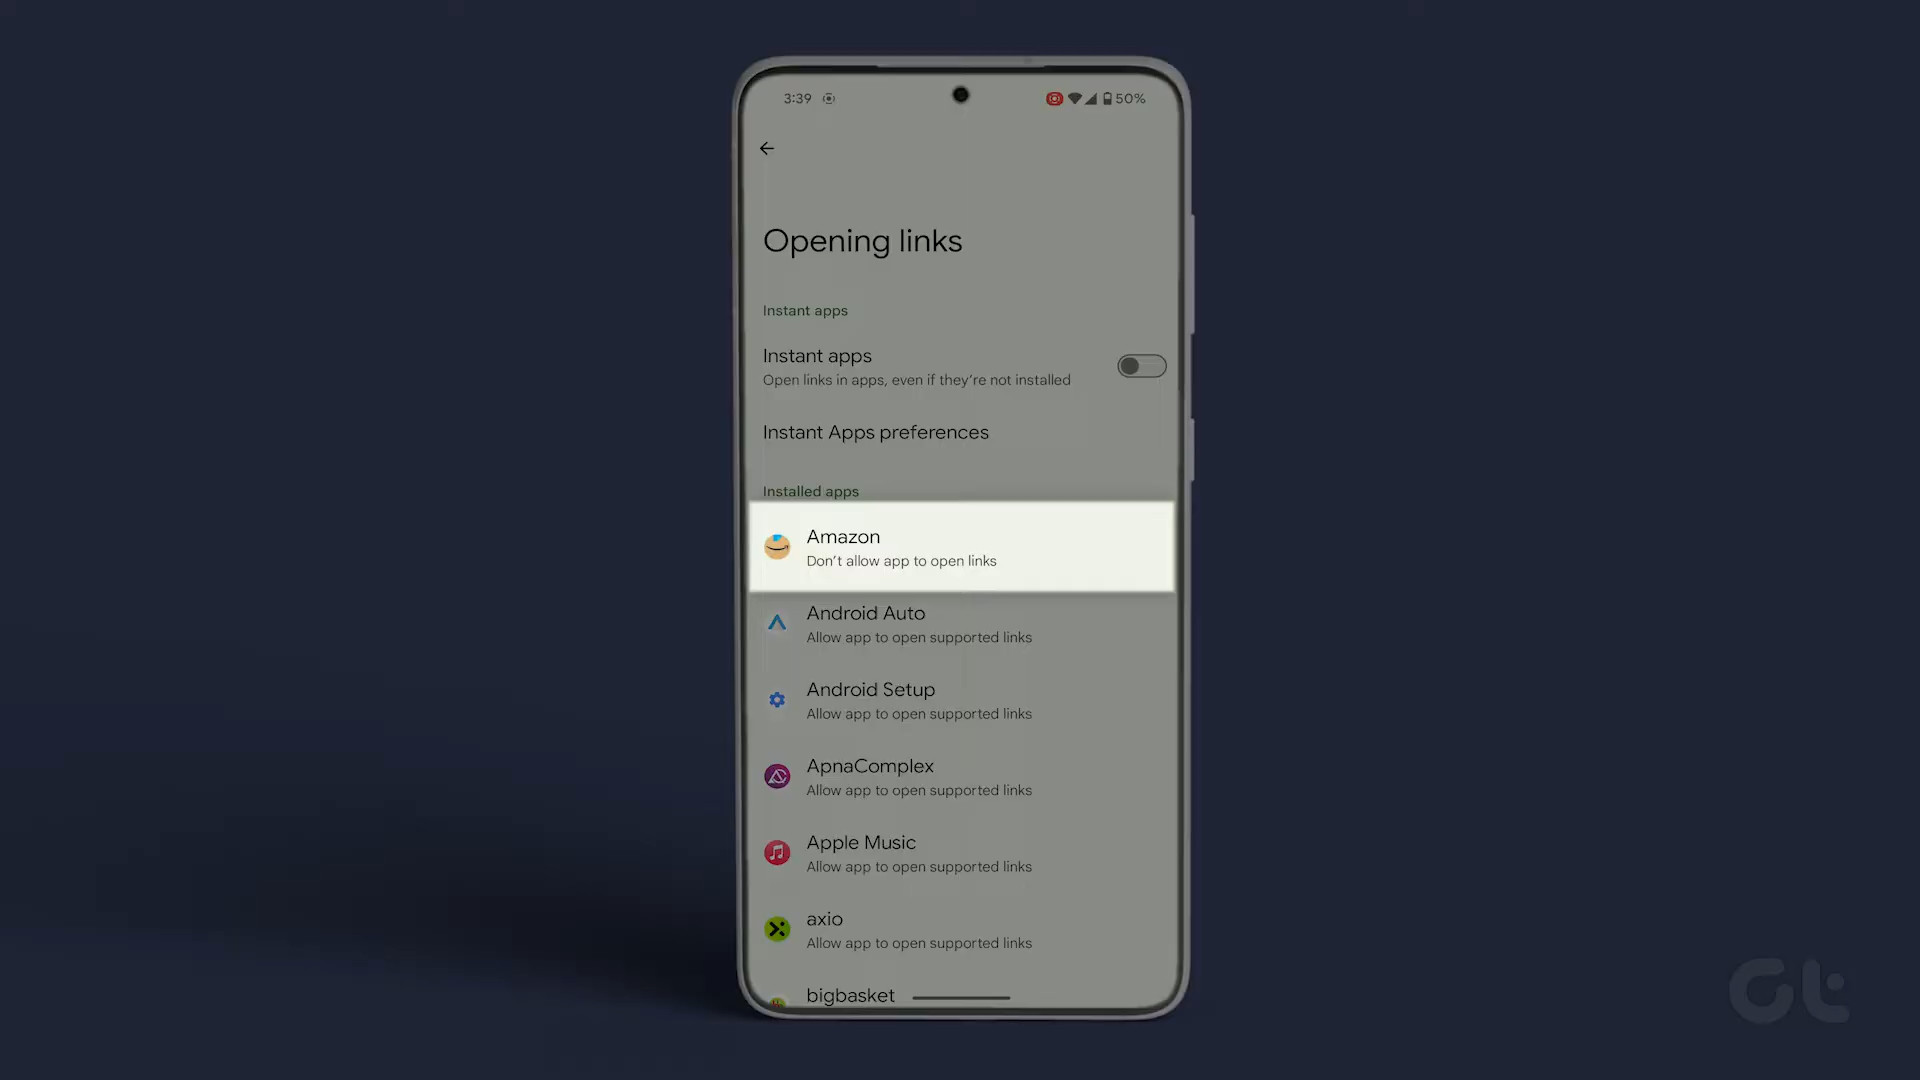 3:39 50%
Opening links
Instant apps
Instant apps
Open links in apps, even if they're not installed
Instant Apps preferences
Installed apps
Amazon
Don't allow app to open links
Android Auto
Allow app to open supported links
Android Setup
Allow app to open supported links
ApnaComplex
Allow app to open supported links
Apple Music
Allow app to open supported links
axio
Allow app to open supported links
bigbasket
Gt